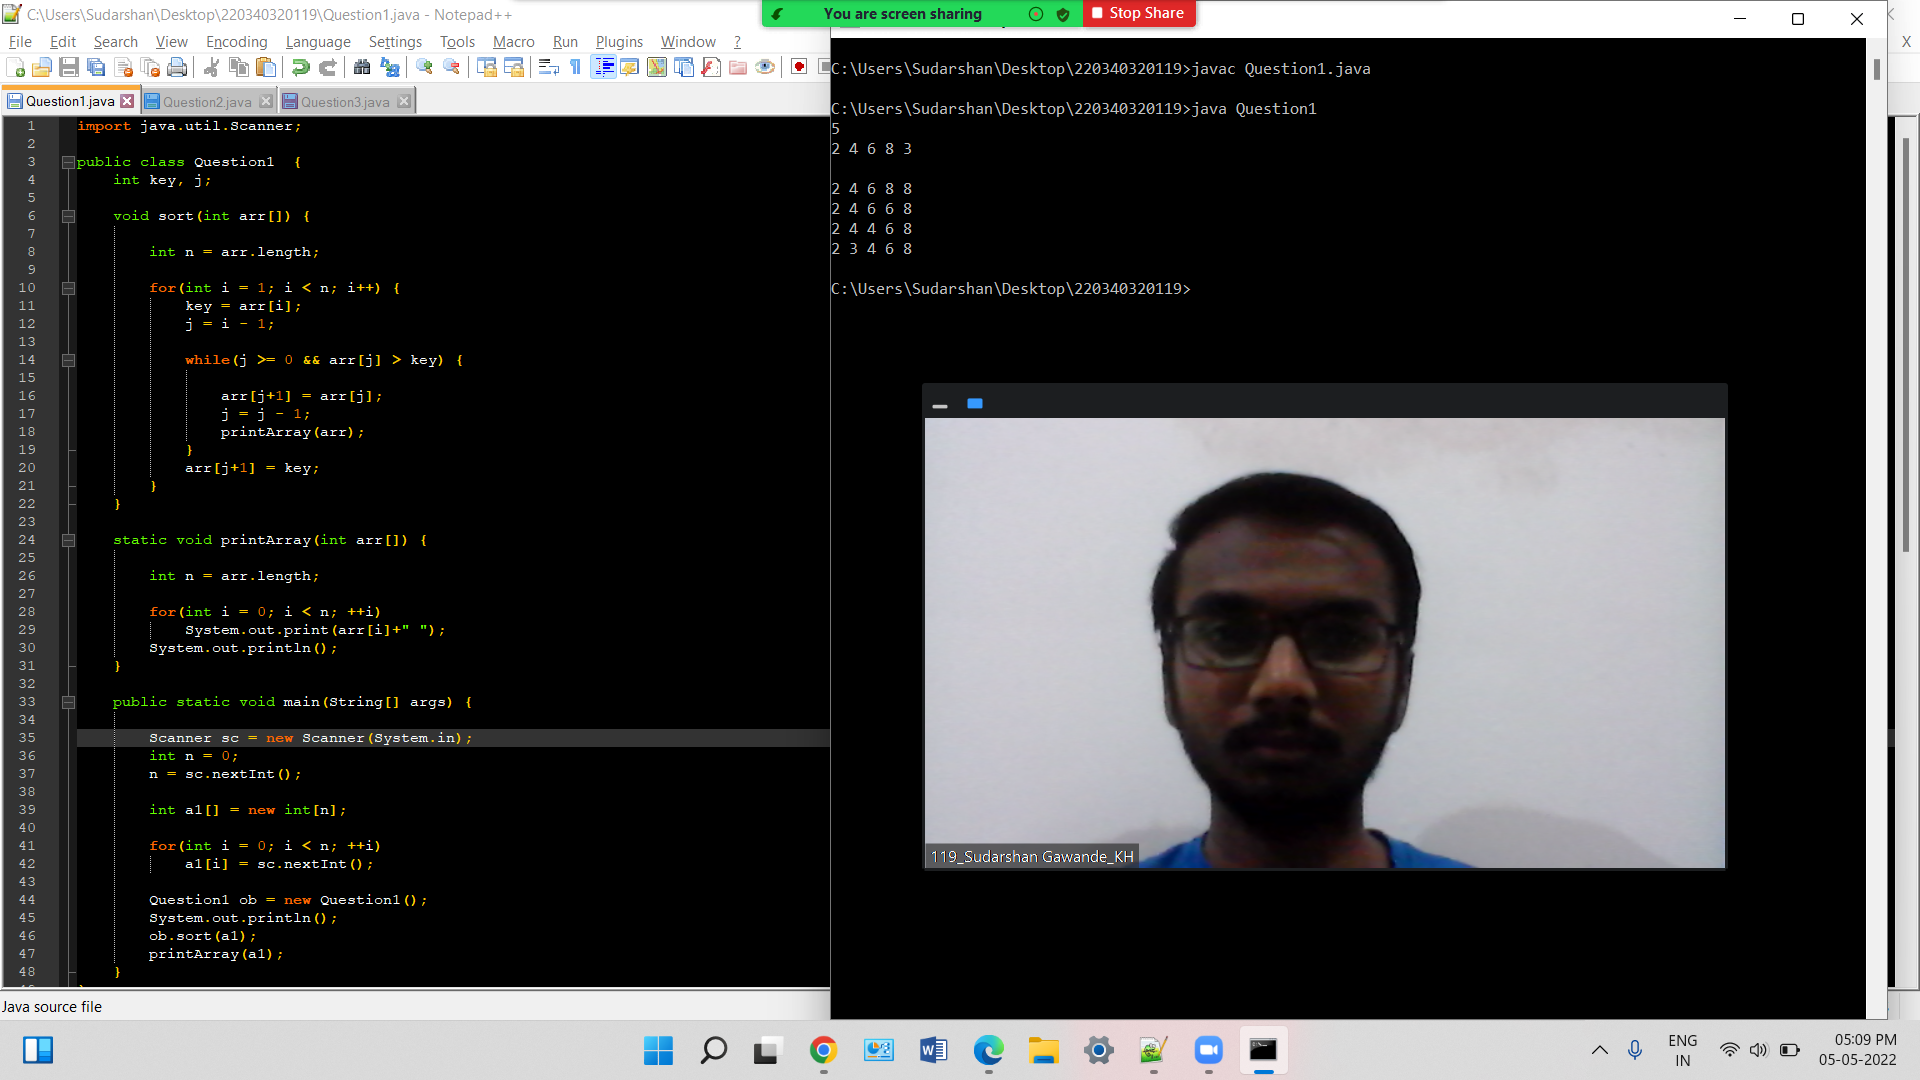 C:\Users\Sudarshan\Desktop\220340320119\Question1.java - Notepad++
File Edit Search View Encoding Language Settings Tools Macro Run Plugins Window ?
X
Question1.java Question2.java Question3.java
1 import java.util.Scanner;
2
3 public class Question1  {
4     int key, j;
5
6     void sort(int arr[]) {
7
8         int n = arr.length;
9
10         for(int i = 1; i < n; i++) {
11             key = arr[i];
12             j = i - 1;
13
14             while(j >= 0 && arr[j] > key) {
15
16                 arr[j+1] = arr[j];
17                 j = j - 1;
18                 printArray(arr);
19             }
20             arr[j+1] = key;
21         }
22     }
23
24     static void printArray(int arr[]) {
25
26         int n = arr.length;
27
28         for(int i = 0; i < n; ++i)
29             System.out.print(arr[i]+" ");
30         System.out.println();
31     }
32
33     public static void main(String[] args) {
34
35         Scanner sc = new Scanner(System.in);
36         int n = 0;
37         n = sc.nextInt();
38
39         int a1[] = new int[n];
40
41         for(int i = 0; i < n; ++i)
42             a1[i] = sc.nextInt();
43
44         Question1 ob = new Question1();
45         System.out.println();
46         ob.sort(a1);
47         printArray(a1);
48     }
Java source file
You are screen sharing Stop Share
C:\Users\Sudarshan\Desktop\220340320119>javac Question1.java
C:\Users\Sudarshan\Desktop\220340320119>java Question1
5
2 4 6 8 3
2 4 6 8 8
2 4 6 6 8
2 4 4 6 8
2 3 4 6 8
C:\Users\Sudarshan\Desktop\220340320119>
119_Sudarshan Gawande_KH
ENG
IN
05:09 PM
05-05-2022